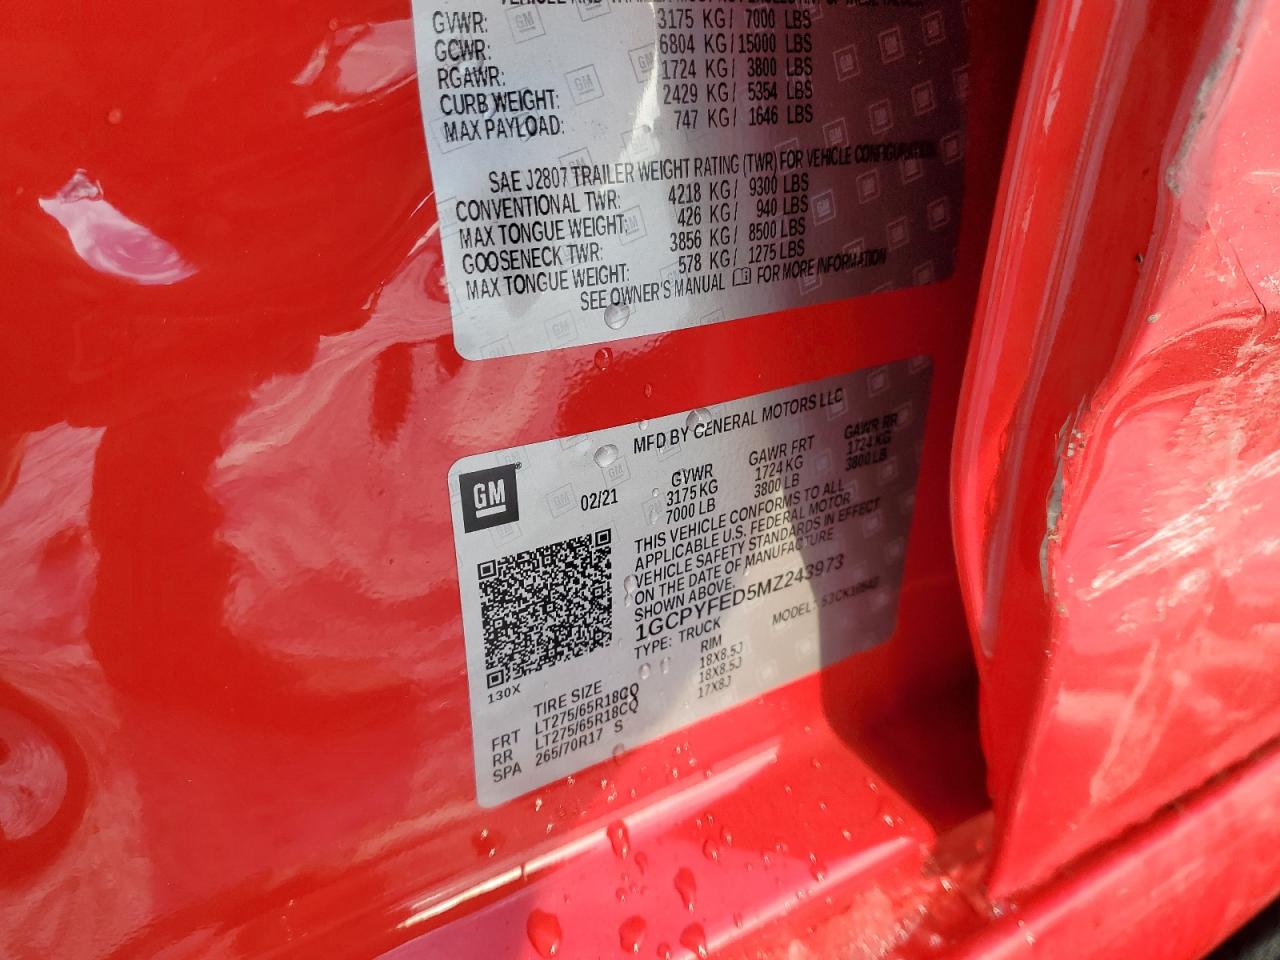 GVWR: 3175 KG/ 7000 LBS
GCWR: 6804 KG/ 15000 LBS
RGAWR: 1724 KG/ 3800 LBS
CURB WEIGHT: 2429 KG/ 5354 LBS
MAX PAYLOAD: 747 KG/ 1646 LBS
SAE J2807 TRAILER WEIGHT RATING (TWR) FOR VEHICLE CONFIGURATION
CONVENTIONAL TWR: 4218 KG/ 9300 LBS
MAX TONGUE WEIGHT: 426 KG/ 940 LBS
GOOSENECK TWR: 3856 KG/ 8500 LBS
MAX TONGUE WEIGHT: 578 KG/ 1275 LBS
SEE OWNER'S MANUAL FOR MORE INFORMATION
MFD BY GENERAL MOTORS LLC
GM
02/21
GVWR GAWR FRT GAWR RR
3175 KG 1724 KG 1724 KG
7000 LB 3800 LB 3800 LB
THIS VEHICLE CONFORMS TO ALL
APPLICABLE U.S. FEDERAL MOTOR
VEHICLE SAFETY STANDARDS IN EFFECT
ON THE DATE OF MANUFACTURE
SHOWN ABOVE.
1GCPYFED5MZ243973
TYPE: TRUCK MODEL:
130X
TIRE SIZE RIM
FRT LT275/65R18CQ 18X8.5J
RR LT275/65R18CQ 18X8.5J
SPA 265/70R17 S 17X8J